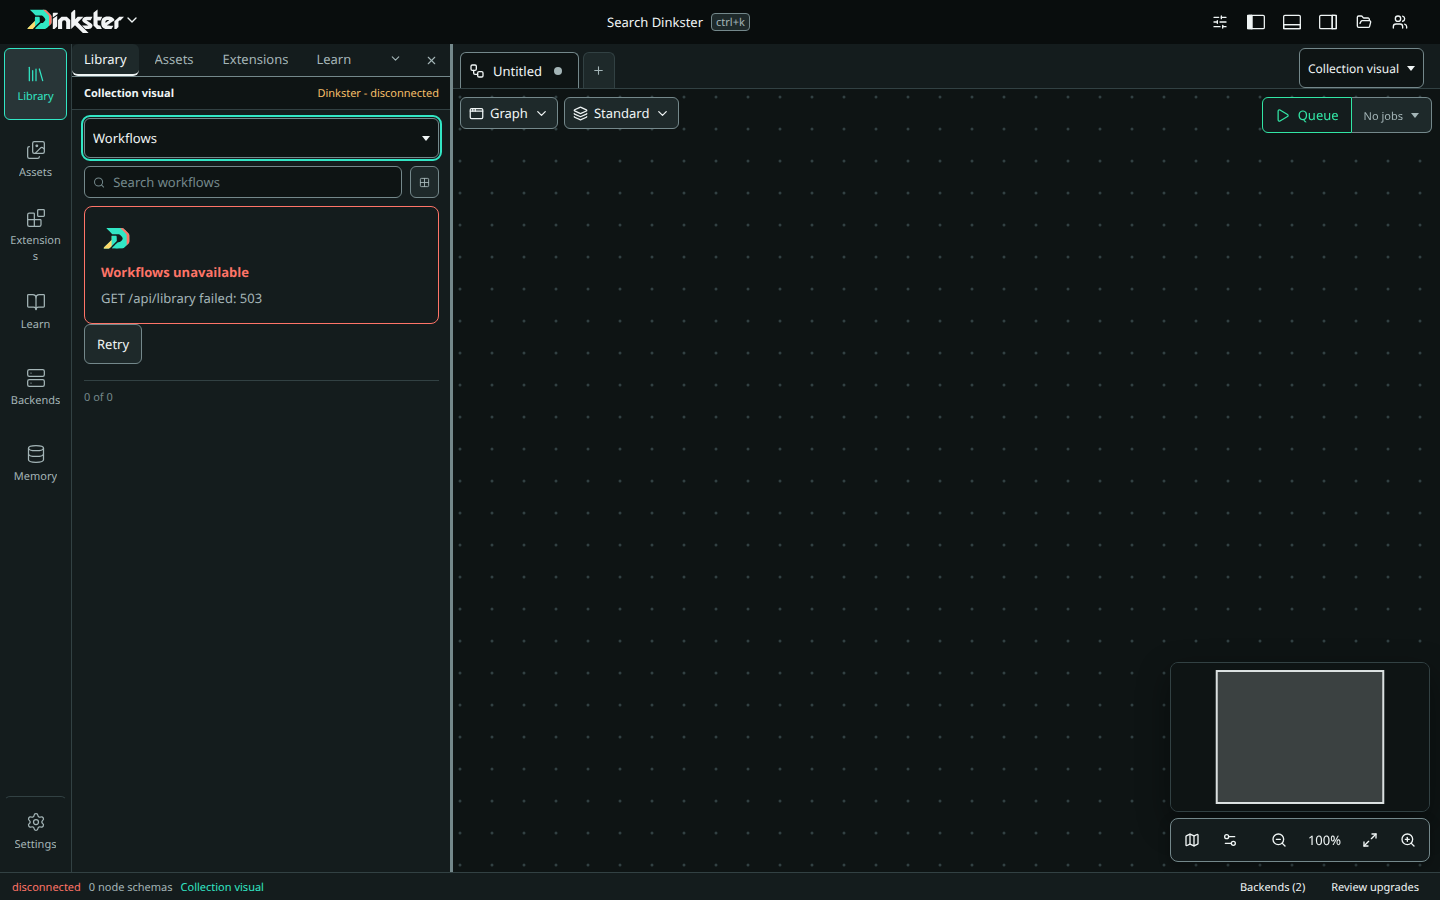 Dinkster
Search Dinkster ctrl+k
Library
Assets
Extension
s
Learn
Backends
Memory
Settings
Library Assets Extensions Learn
Collection visual Dinkster - disconnected
Workflows
Search workflows
Workflows unavailable
GET /api/library failed: 503
Retry
0 of 0
Untitled
Collection visual
Graph Standard
Queue No jobs
100%
disconnected 0 node schemas Collection visual
Backends (2) Review upgrades